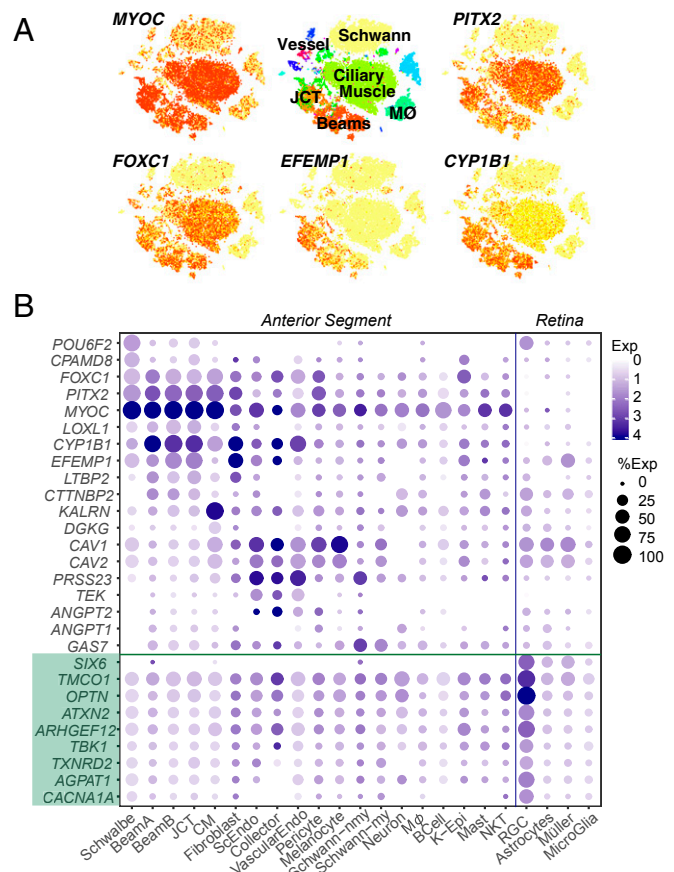 A
MYOC
PITX2
Vessel
Schwann
Ciliary
Muscle
JCT
MØ
Beams
FOXC1
EFEMP1
CYP1B1
B
Anterior Segment
Retina
POU6F2
CPAMD8
FOXC1
PITX2
MYOC
LOXL1
CYP1B1
EFEMP1
LTBP2
CTTNBP2
KALRN
DGKG
CAV1
CAV2
PRSS23
TEK
ANGPT2
ANGPT1
GAS7
SIX6
TMCO1
OPTN
ATXN2
ARHGEF12
TBK1
TXNRD2
AGPAT1
CACNA1A
Exp
0
1
2
3
4
%Exp
0
25
50
75
100
Schwalbe
BeamA
BeamB
JCT
CM
Fibroblast
ScEndo
Collector
VascularEndo
Pericyte
Melanocyte
Schwann-nmy
Schwann-my
Neuron
Mϕ
BCell
K-Epi
Mast
NKT
RGC
Astrocytes
Müller
MicroGlia